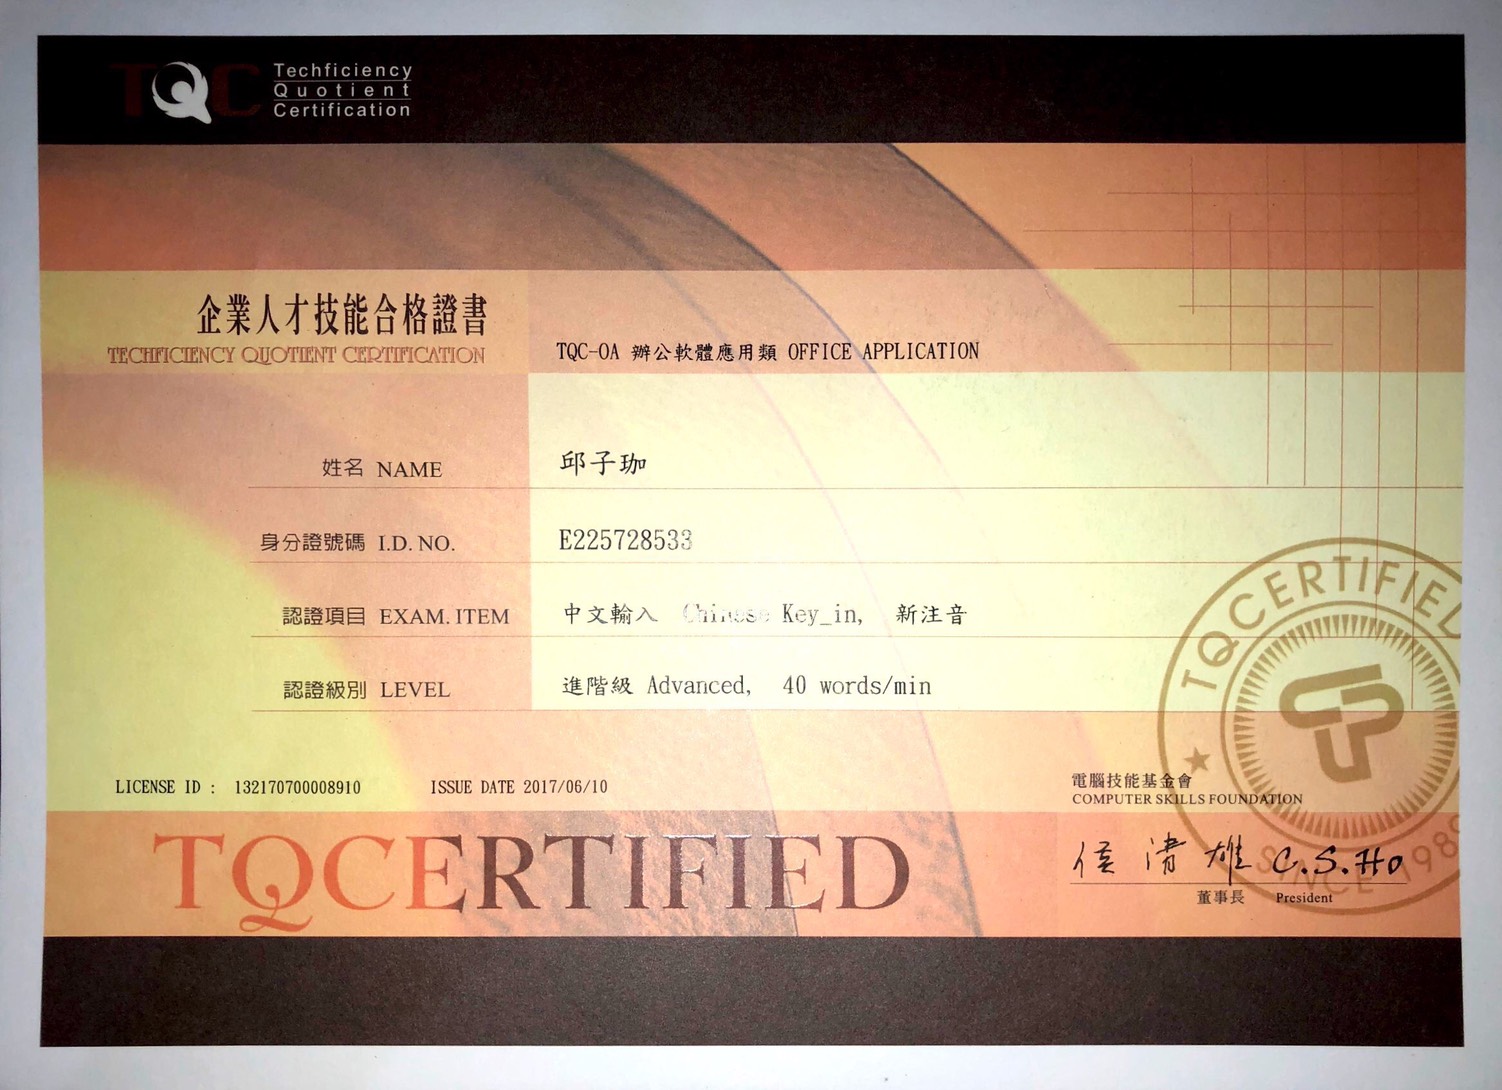 TQC Techficiency
Quotient
Certification
企業人才技能合格證書
TECHFICIENCY QUOTIENT CERTIFICATION
TQC-OA 辦公軟體應用類 OFFICE APPLICATION
姓名 NAME 邱子珈
身分證號碼 I.D. NO. E225728533
認證項目 EXAM. ITEM 中文輸入 Chinese Key_in, 新注音
認證級別 LEVEL 進階級 Advanced, 40 words/min
TQCERTIFIED
SINCE 1989
LICENSE ID : 132170700008910 ISSUE DATE 2017/06/10
電腦技能基金會
COMPUTER SKILLS FOUNDATION
TQCERTIFIED
侯清雄 C.S.Ho
董事長 President